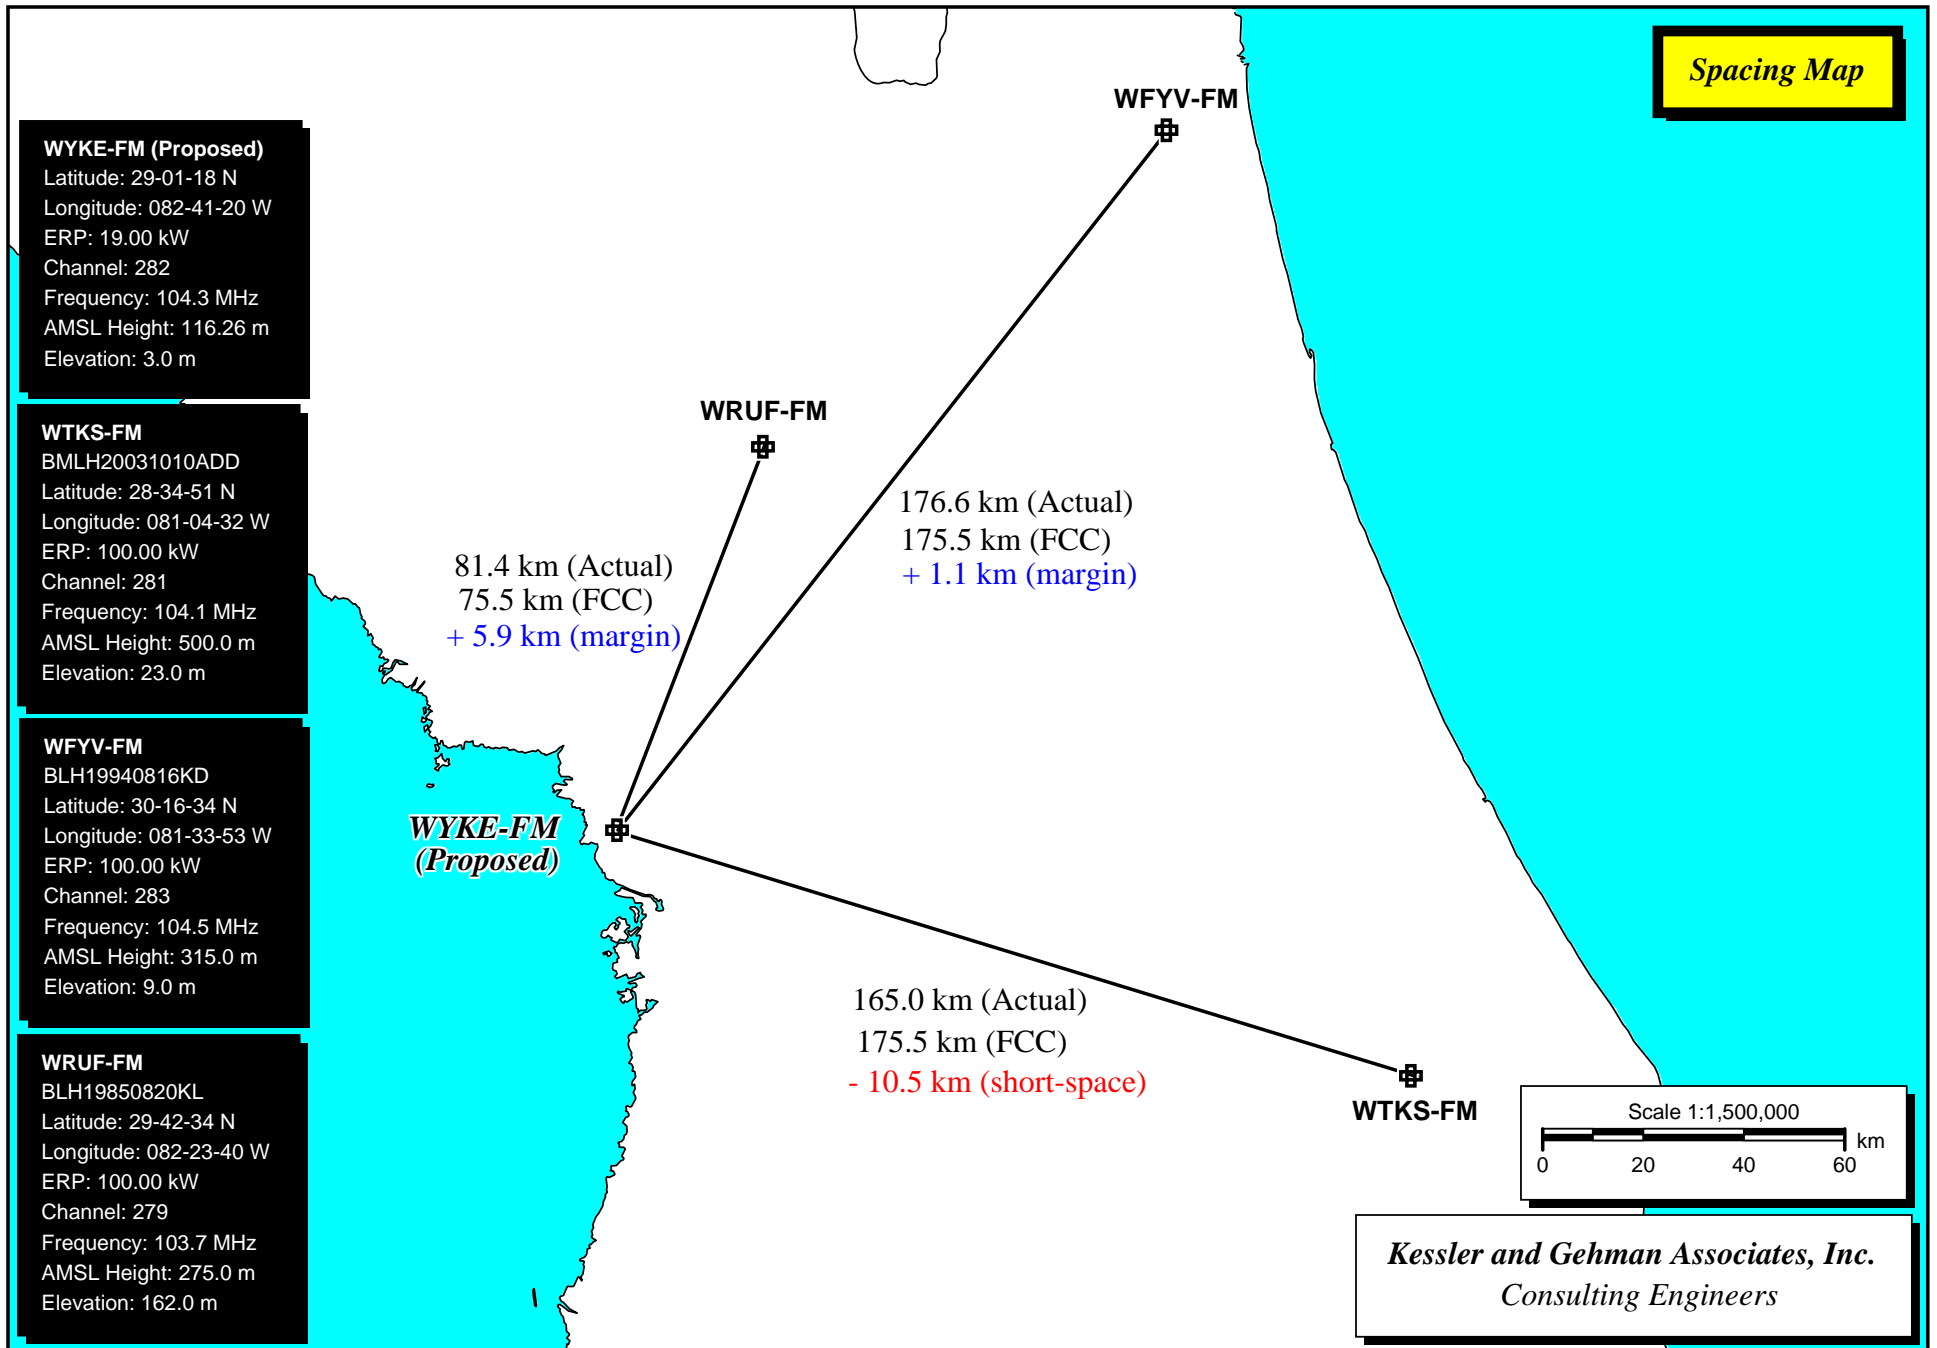 Spacing Map
WFYV-FM
WYKE-FM (Proposed)
Latitude: 29-01-18 N
Longitude: 082-41-20 W
ERP: 19.00 kW
Channel: 282
Frequency: 104.3 MHz
AMSL Height: 116.26 m
Elevation: 3.0 m
WTKS-FM
BMLH20031010ADD
Latitude: 28-34-51 N
Longitude: 081-04-32 W
ERP: 100.00 kW
Channel: 281
Frequency: 104.1 MHz
AMSL Height: 500.0 m
Elevation: 23.0 m
WFYV-FM
BLH19940816KD
Latitude: 30-16-34 N
Longitude: 081-33-53 W
ERP: 100.00 kW
Channel: 283
Frequency: 104.5 MHz
AMSL Height: 315.0 m
Elevation: 9.0 m
WRUF-FM
BLH19850820KL
Latitude: 29-42-34 N
Longitude: 082-23-40 W
ERP: 100.00 kW
Channel: 279
Frequency: 103.7 MHz
AMSL Height: 275.0 m
Elevation: 162.0 m
WRUF-FM
176.6 km (Actual)
175.5 km (FCC)
+ 1.1 km (margin)
81.4 km (Actual)
75.5 km (FCC)
+ 5.9 km (margin)
WYKE-FM
(Proposed)
165.0 km (Actual)
175.5 km (FCC)
- 10.5 km (short-space)
WTKS-FM
Scale 1:1,500,000
km
0 20 40 60
Kessler and Gehman Associates, Inc.
Consulting Engineers